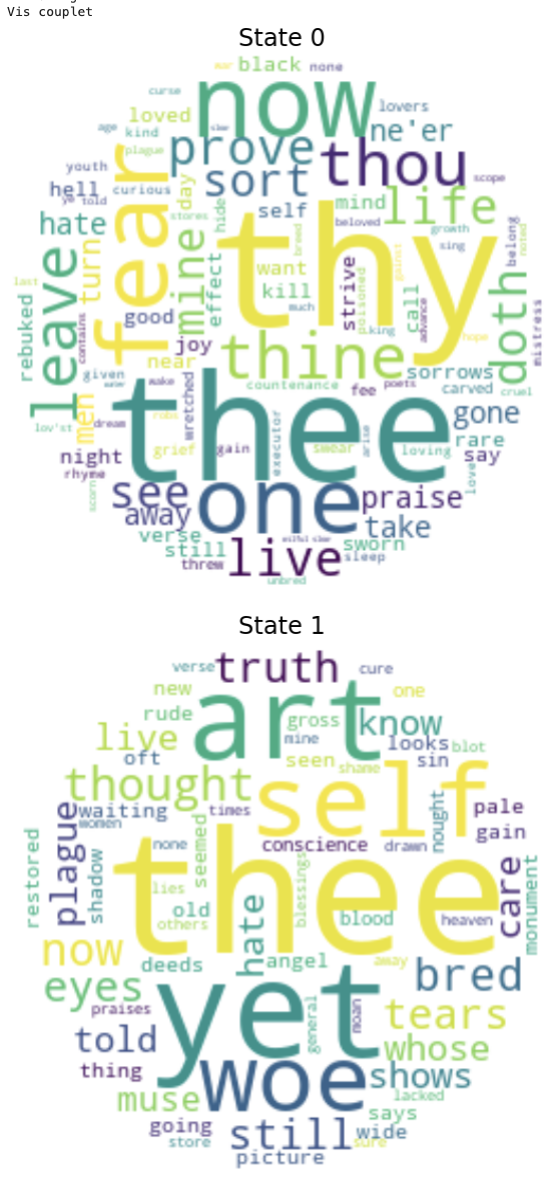 Vis couplet
State 0
war black none
curse now lovers
loved ne'er
age kind slow prove thou
plague sort
youth scope
hell curious day mind life
ye told self beloved
hate stores hide growth belong noted
fear thy sing
turn mine effect want breed against
last leave kill strive poisoned call doth
rebuked contains good much king advance mistress
joy thine hope
near sorrows
given countenance fee poets carved cruel
men make wretched thee gone
lov'st dream robs executor arise rare
night grief gain swear loving say
rhyme love
scorn see one praise
away take
verse still sworn
threw live sleep
unbred
State 1
verse truth cure
new art one
rude gross know
live mine looks blot
oft seen shame sin
thought self
plague waiting times nought pale
women conscience drawn gain
restored shadow none seemed thee care
lies blessings monument
old hate blood heaven
others
now deeds angel away bred
eyes yet
praises general moan tears
told whose
thing woe shows
muse lacked
going still says
store wide
picture sure